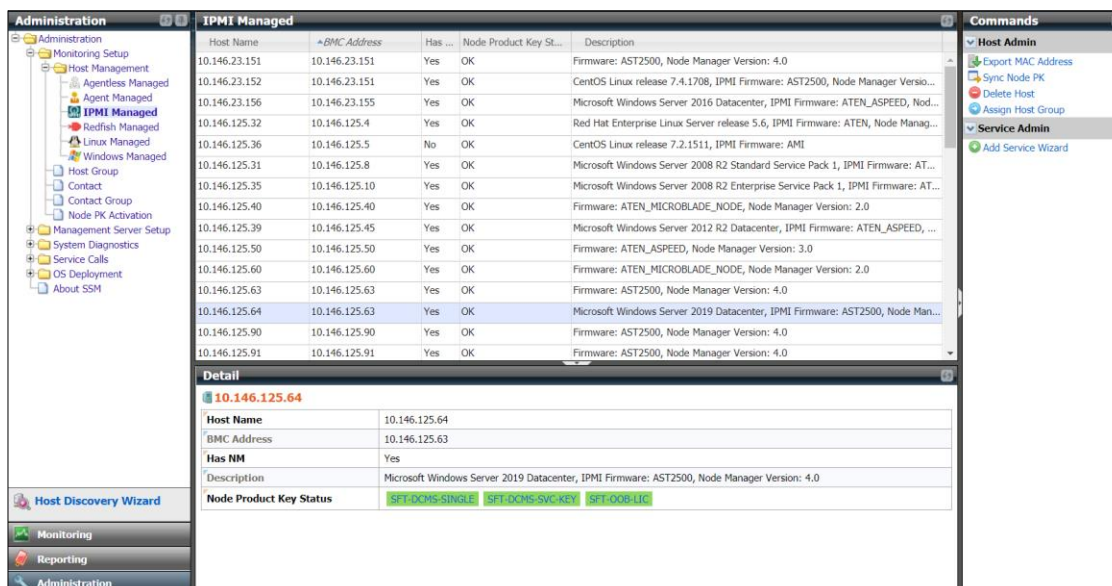 Administration
Administration
Monitoring Setup
Host Management
Agentless Managed
Agent Managed
IPMI Managed
Redfish Managed
Linux Managed
Windows Managed
Host Group
Contact
Contact Group
Node PK Activation
Management Server Setup
System Diagnostics
Service Calls
OS Deployment
About SSM
Host Discovery Wizard
Monitoring
Reporting
Administration
IPMI Managed
Host Name BMC Address Has ... Node Product Key St... Description
10.146.23.151 10.146.23.151 Yes OK Firmware: AST2500, Node Manager Version: 4.0
10.146.23.152 10.146.23.151 Yes OK CentOS Linux release 7.4.1708, IPMI Firmware: AST2500, Node Manager Versio...
10.146.23.156 10.146.23.155 Yes OK Microsoft Windows Server 2016 Datacenter, IPMI Firmware: ATEN_ASPEED, Nod...
10.146.125.32 10.146.125.4 Yes OK Red Hat Enterprise Linux Server release 5.6, IPMI Firmware: ATEN, Node Manag...
10.146.125.36 10.146.125.5 No OK CentOS Linux release 7.2.1511, IPMI Firmware: AMI
10.146.125.31 10.146.125.8 Yes OK Microsoft Windows Server 2008 R2 Standard Service Pack 1, IPMI Firmware: AT...
10.146.125.35 10.146.125.10 Yes OK Microsoft Windows Server 2008 R2 Enterprise Service Pack 1, IPMI Firmware: AT...
10.146.125.40 10.146.125.40 Yes OK Firmware: ATEN_MICROBLADE_NODE, Node Manager Version: 2.0
10.146.125.39 10.146.125.45 Yes OK Microsoft Windows Server 2012 R2 Datacenter, IPMI Firmware: ATEN_ASPEED, ...
10.146.125.50 10.146.125.50 Yes OK Firmware: ATEN_ASPEED, Node Manager Version: 3.0
10.146.125.60 10.146.125.60 Yes OK Firmware: ATEN_MICROBLADE_NODE, Node Manager Version: 2.0
10.146.125.63 10.146.125.63 Yes OK Firmware: AST2500, Node Manager Version: 4.0
10.146.125.64 10.146.125.63 Yes OK Microsoft Windows Server 2019 Datacenter, IPMI Firmware: AST2500, Node Man...
10.146.125.90 10.146.125.90 Yes OK Firmware: AST2500, Node Manager Version: 4.0
10.146.125.91 10.146.125.91 Yes OK Firmware: AST2500, Node Manager Version: 4.0
Detail
10.146.125.64
Host Name 10.146.125.64
BMC Address 10.146.125.63
Has NM Yes
Description Microsoft Windows Server 2019 Datacenter, IPMI Firmware: AST2500, Node Manager Version: 4.0
Node Product Key Status SFT-DCMS-SINGLE SFT-DCMS-SVC-KEY SFT-OOB-LIC
Commands
Host Admin
Export MAC Address
Sync Node PK
Delete Host
Assign Host Group
Service Admin
Add Service Wizard